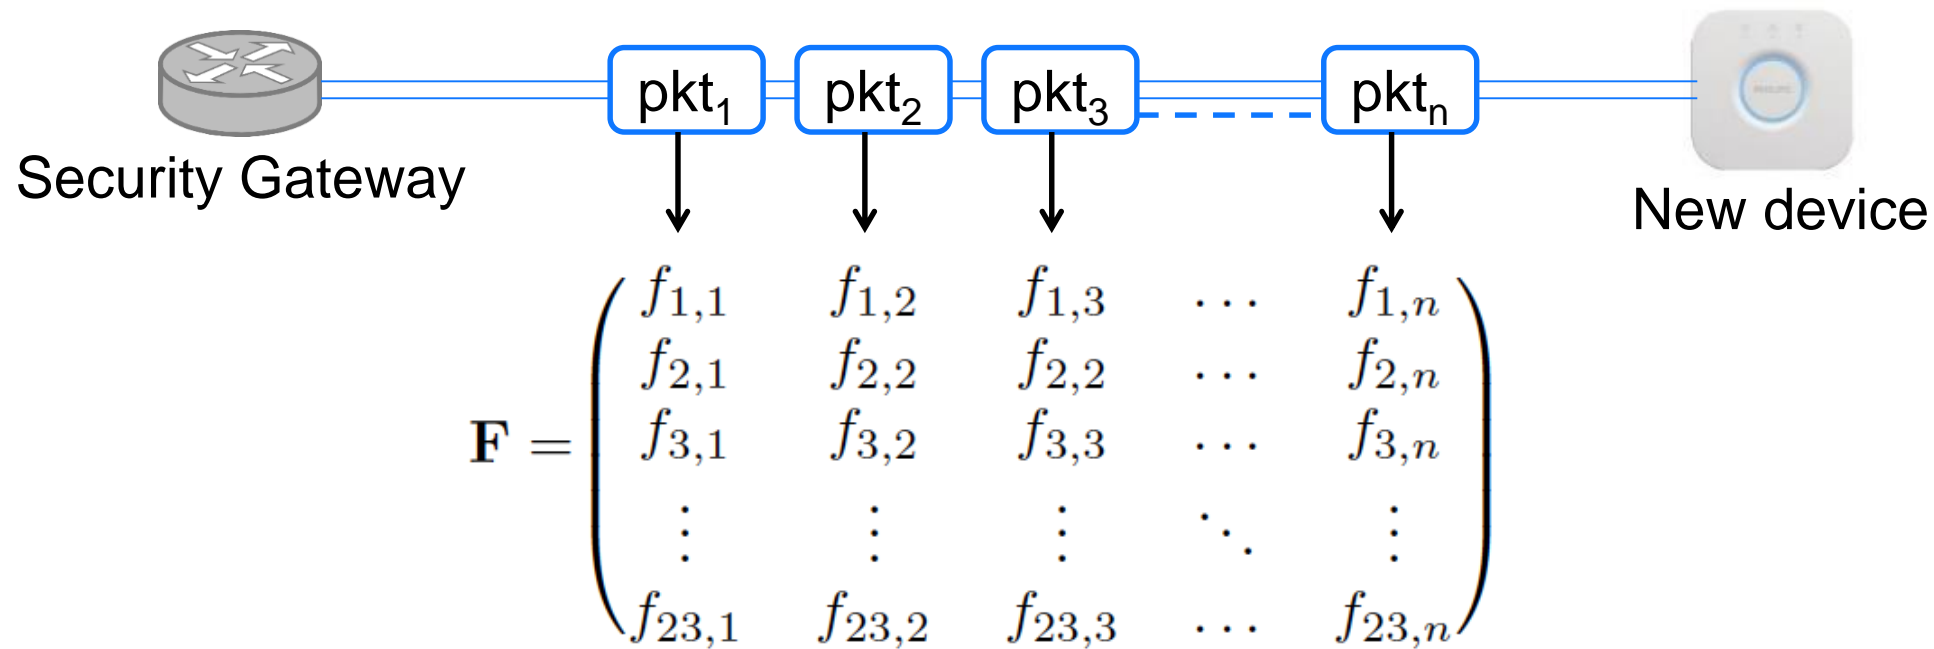 pkt1 pkt2 pkt3 pktn
Security Gateway
New device
f1,1 f1,2 f1,3 ... f1,n
f2,1 f2,2 f2,2 ... f2,n
F = f3,1 f3,2 f3,3 ... f3,n
⋮ ⋮ ⋮ ⋱ ⋮
f23,1 f23,2 f23,3 ... f23,n